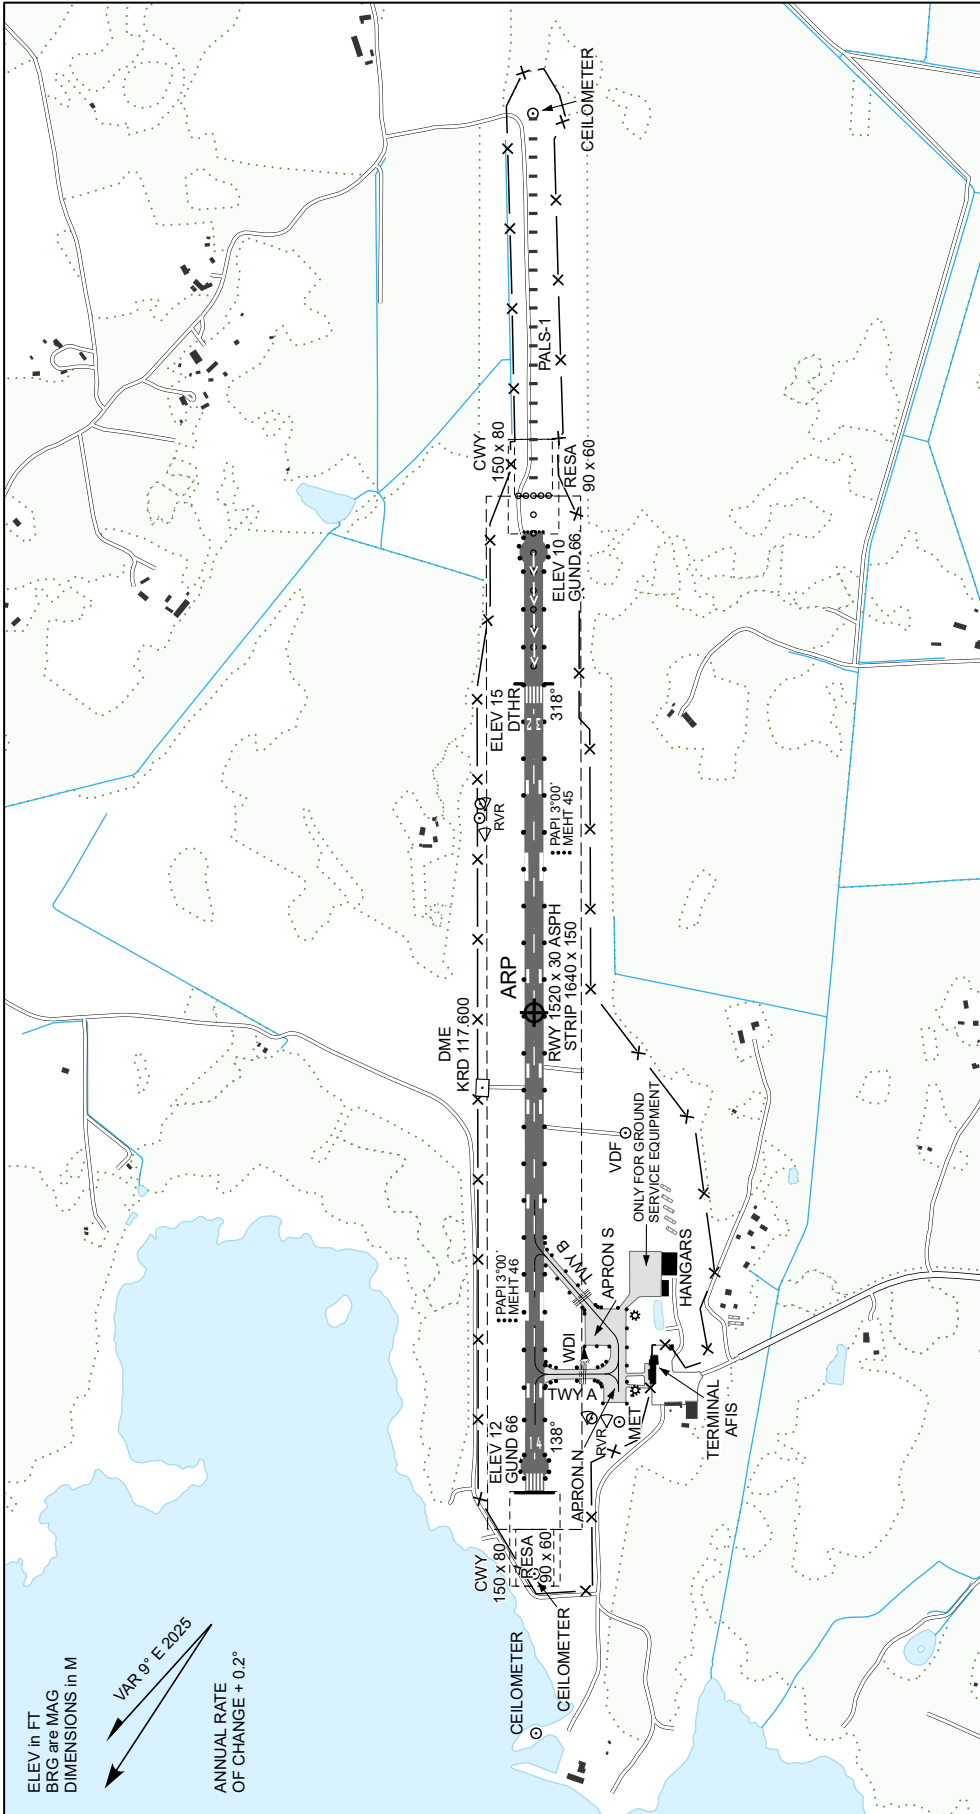 ELEV in FT
BRG are MAG
DIMENSIONS in M
VAR 9° E 2025
ANNUAL RATE
OF CHANGE + 0.2°
CEILOMETER
CEILOMETER
CWY
150 x 80
RESA
90 x 60
ELEV 12
GUND 66
14
138°
APRON N
RVR
MET
TWY A
WDI
TERMINAL
AFIS
PAPI 3°00´
MEHT 46
TWY B
APRON S
HANGARS
ONLY FOR GROUND
SERVICE EQUIPMENT
VDF
DME
KRD 117.600
ARP
RWY 1520 x 30 ASPH
STRIP 1640 x 150
RVR
PAPI 3°00´
MEHT 45
ELEV 15
DTHR
318°
ELEV 10
GUND 66
CWY
150 x 80
RESA
90 x 60
PALS-1
CEILOMETER